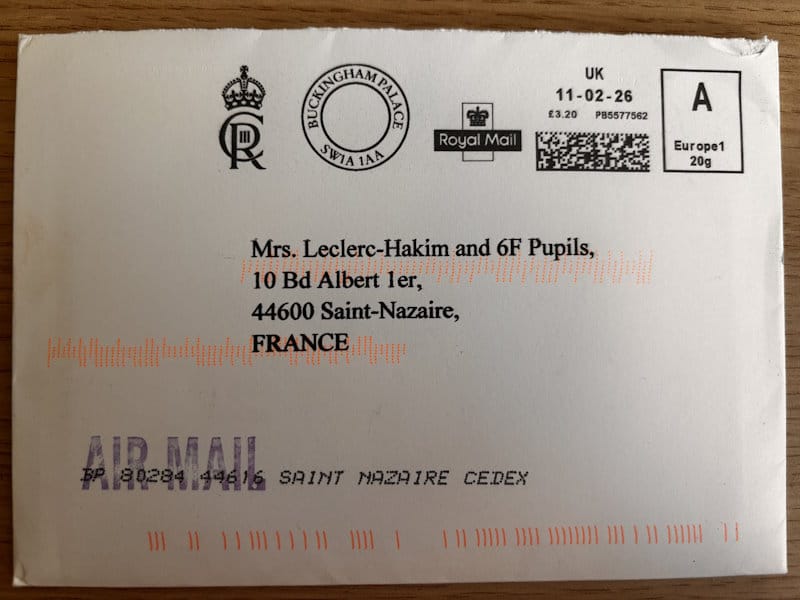 CIIIR
BUCKINGHAM PALACE
SW1A 1AA
Royal Mail
UK
11-02-26
£3.20 PB5577562
A
Europe1
20g
Mrs. Leclerc-Hakim and 6F Pupils,
10 Bd Albert 1er,
44600 Saint-Nazaire,
FRANCE
AIR MAIL
BP 80284 44616 SAINT NAZAIRE CEDEX